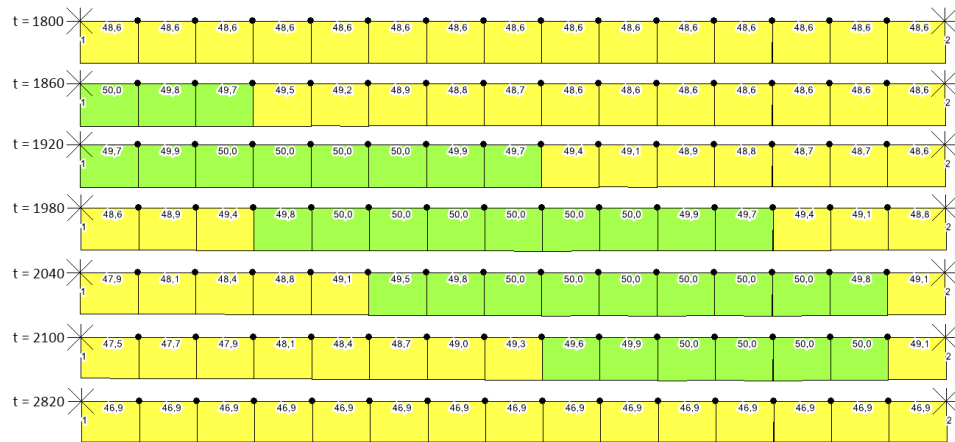 t = 1800 48,6 48,6 48,6 48,6 48,6 48,6 48,6 48,6 48,6 48,6 48,6 48,6 48,6 48,6 48,6
1 2
t = 1860 50,0 49,8 49,7 49,5 49,2 48,9 48,8 48,7 48,6 48,6 48,6 48,6 48,6 48,6 48,6
1 2
t = 1920 49,7 49,9 50,0 50,0 50,0 50,0 49,9 49,7 49,4 49,1 48,9 48,8 48,7 48,7 48,6
1 2
t = 1980 48,6 48,9 49,4 49,8 50,0 50,0 50,0 50,0 50,0 50,0 49,9 49,7 49,4 49,1 48,8
1 2
t = 2040 47,9 48,1 48,4 48,8 49,1 49,5 49,8 50,0 50,0 50,0 50,0 50,0 50,0 49,8 49,1
1 2
t = 2100 47,5 47,7 47,9 48,1 48,4 48,7 49,0 49,3 49,6 49,9 50,0 50,0 50,0 50,0 49,1
1 2
t = 2820 46,9 46,9 46,9 46,9 46,9 46,9 46,9 46,9 46,9 46,9 46,9 46,9 46,9 46,9 46,9
1 2